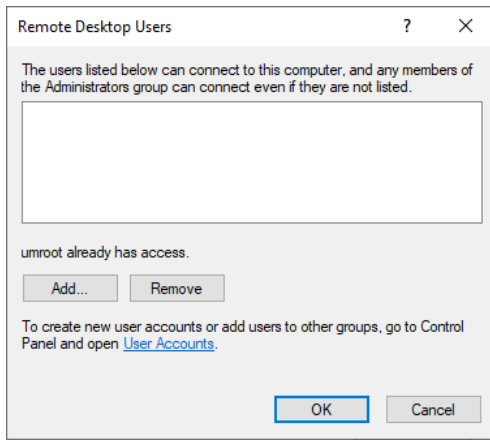 Remote Desktop Users
?
The users listed below can connect to this computer, and any members of
the Administrators group can connect even if they are not listed.
umroot already has access.
Add... Remove
To create new user accounts or add users to other groups, go to Control
Panel and open User Accounts.
OK Cancel